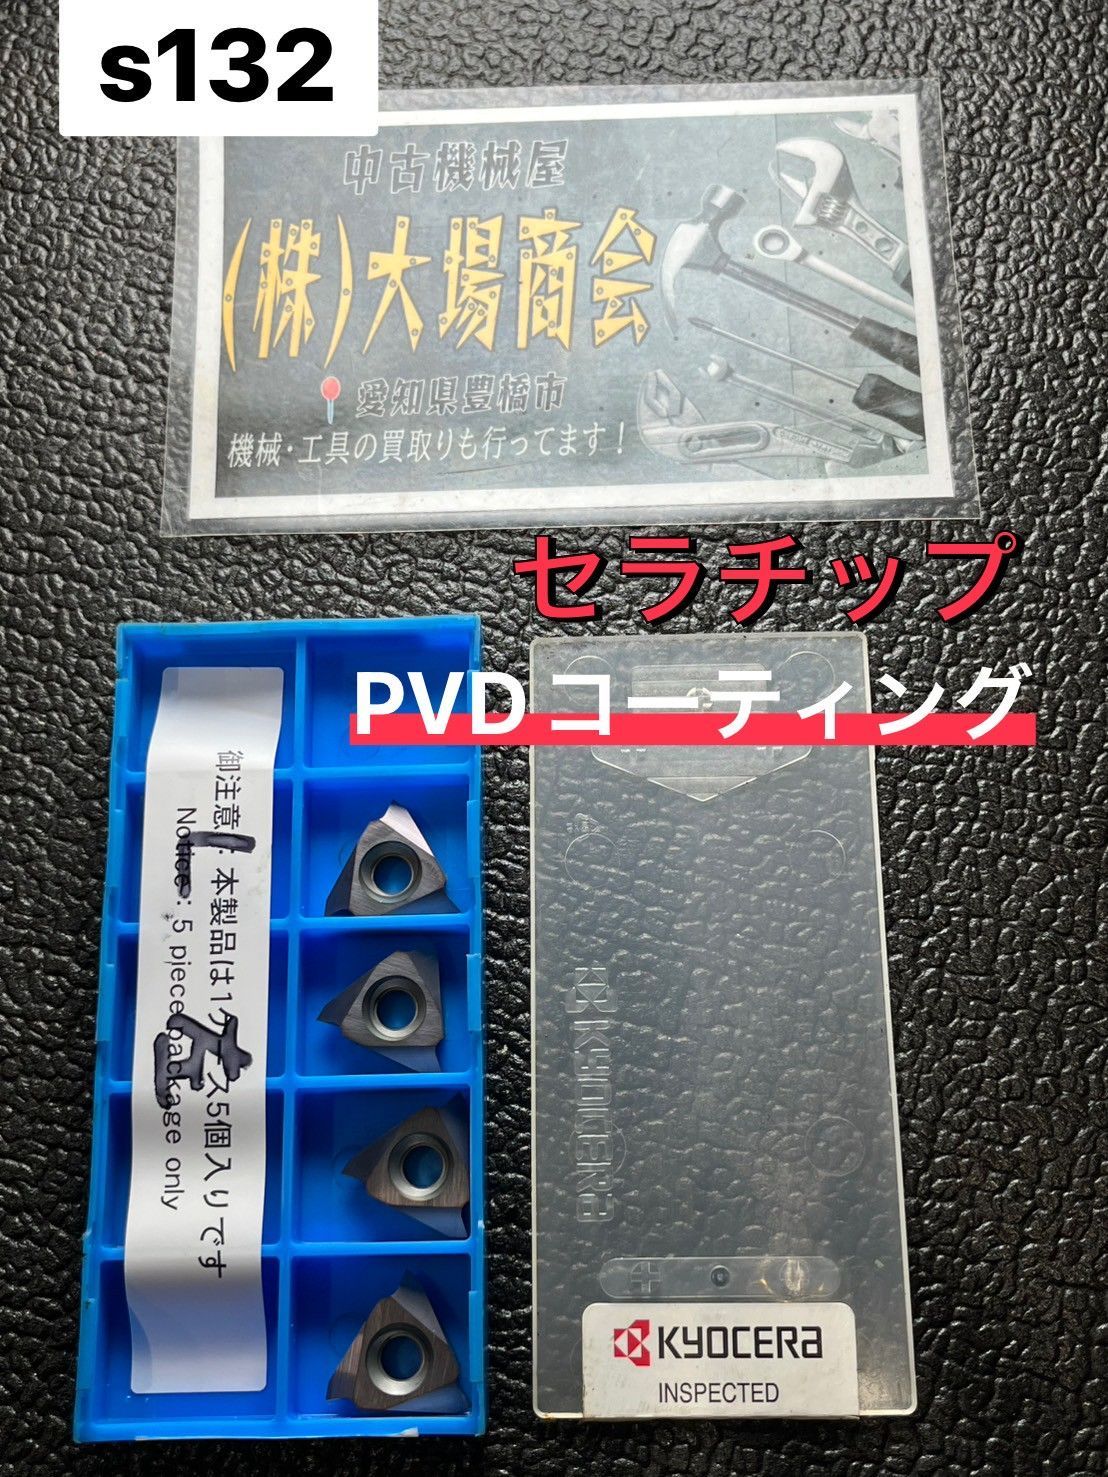 s132
中古機械屋
(株)大場商会
愛知県豊橋市
機械・工具の買取りも行ってます！
セラチップ
PVDコーティング
御注意：本製品は1ケース5個入りです
Notice: 5 piece package only
KYOCERA
KYOCERA
INSPECTED